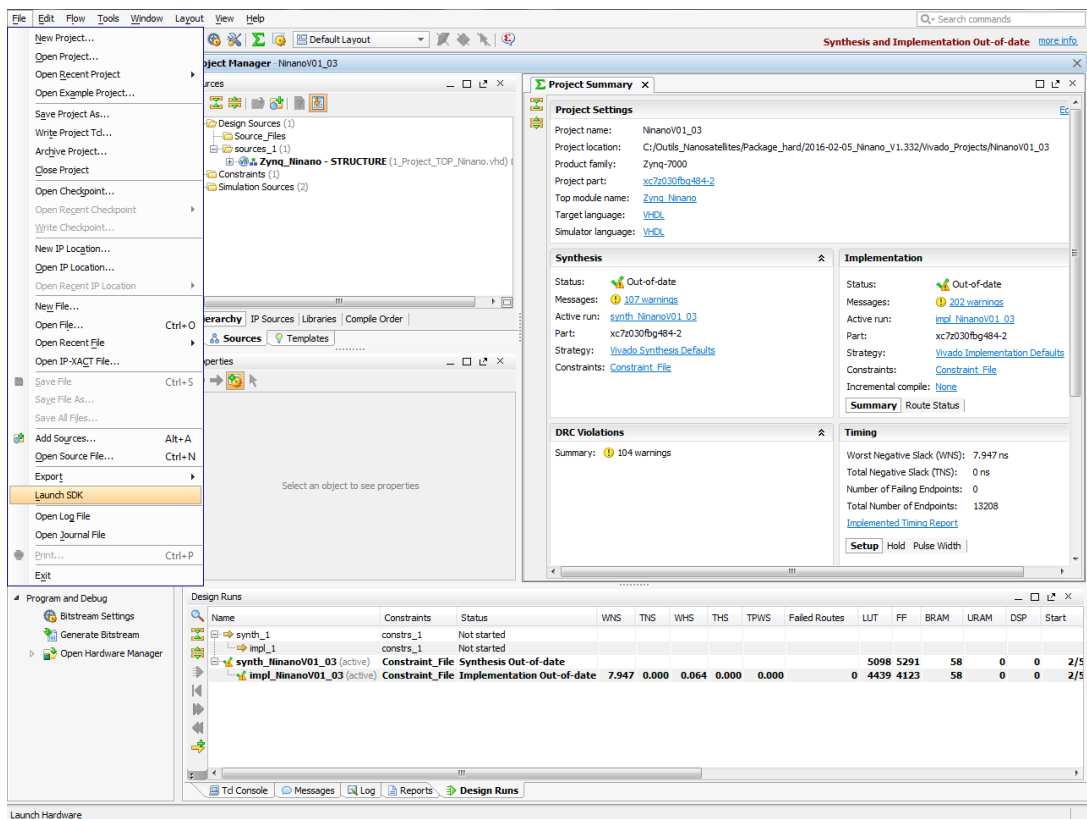 File Edit Flow Tools Window Layout View Help
Search commands
New Project...
Open Project...
Open Recent Project
Open Example Project...
Save Project As...
Write Project Tcl...
Archive Project...
Close Project
Open Checkpoint...
Open Recent Checkpoint
Write Checkpoint...
New IP Location...
Open IP Location...
Open Recent IP Location
New File...
Open File... Ctrl+O
Open Recent File
Open IP-XACT File...
Save File Ctrl+S
Save File As...
Save All Files...
Add Sources... Alt+A
Open Source File... Ctrl+N
Export
Launch SDK
Open Log File
Open Journal File
Print... Ctrl+P
Exit
Default Layout
Synthesis and Implementation Out-of-date more info
oject Manager - NinanoV01_03
urces
Design Sources (1)
Source_Files
sources_1 (1)
Zynq_Ninano - STRUCTURE (1_Project_TOP_Ninano.vhd) (
Constraints (1)
Simulation Sources (2)
erarchy IP Sources Libraries Compile Order
Sources Templates
perties
Select an object to see properties
Project Summary
Project Settings
Project name: NinanoV01_03
Project location: C:/Outils_Nanosatellites/Package_hard/2016-02-05_Ninano_V1.332/Vivado_Projects/NinanoV01_03
Product family: Zynq-7000
Project part: xc7z030fbg484-2
Top module name: Zynq_Ninano
Target language: VHDL
Simulator language: VHDL
Synthesis
Status: Out-of-date
Messages: 107 warnings
Active run: synth_NinanoV01_03
Part: xc7z030fbg484-2
Strategy: Vivado Synthesis Defaults
Constraints: Constraint_File
Implementation
Status: Out-of-date
Messages: 202 warnings
Active run: impl_NinanoV01_03
Part: xc7z030fbg484-2
Strategy: Vivado Implementation Defaults
Constraints: Constraint_File
Incremental compile: None
Summary Route Status
DRC Violations
Summary: 104 warnings
Timing
Worst Negative Slack (WNS): 7.947 ns
Total Negative Slack (TNS): 0 ns
Number of Failing Endpoints: 0
Total Number of Endpoints: 13208
Implemented Timing Report
Setup Hold Pulse Width
Program and Debug
Bitstream Settings
Generate Bitstream
Open Hardware Manager
Design Runs
Name Constraints Status WNS TNS WHS THS TPWS Failed Routes LUT FF BRAM URAM DSP Start
synth_1 constrs_1 Not started
impl_1 constrs_1 Not started
synth_NinanoV01_03 (active) Constraint_File Synthesis Out-of-date 5098 5291 58 0 0 2/5
impl_NinanoV01_03 (active) Constraint_File Implementation Out-of-date 7.947 0.000 0.064 0.000 0.000 0 4439 4123 58 0 0 2/5
Tcl Console Messages Log Reports Design Runs
Launch Hardware